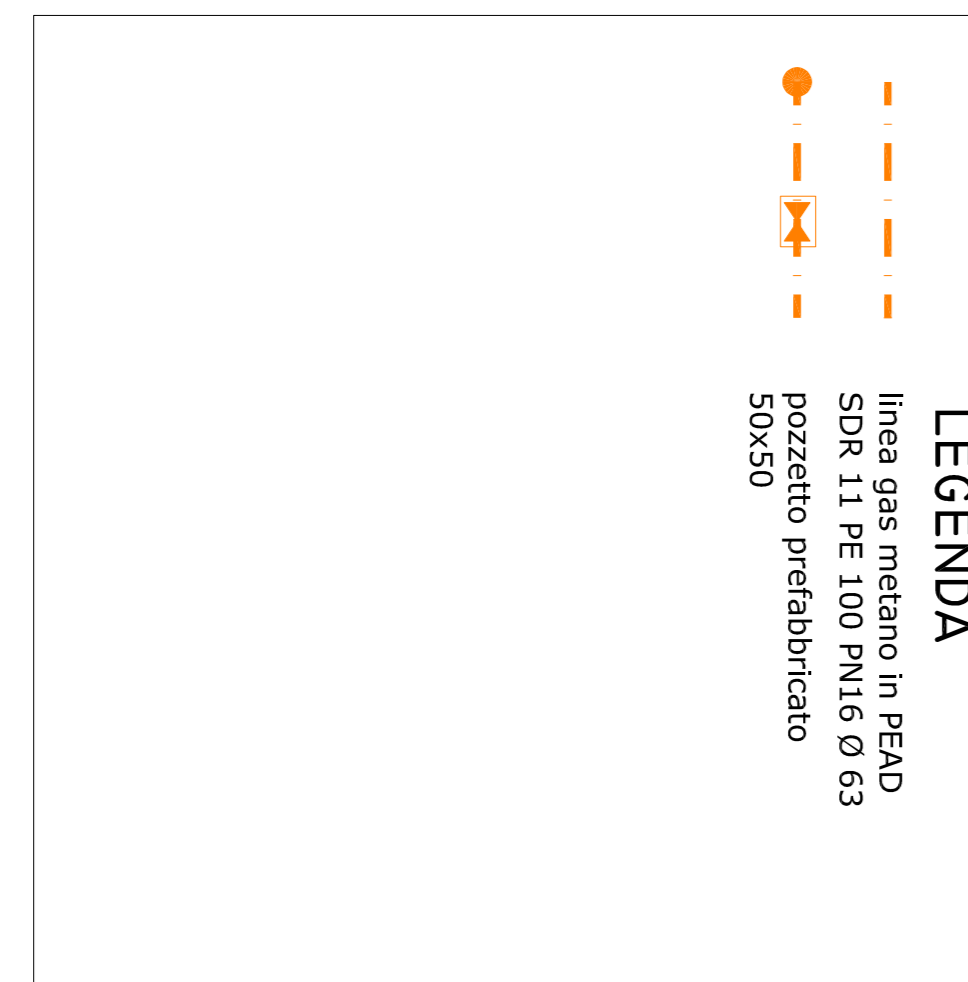 LEGENDA
linea gas metano in PEAD
SDR 11 PE 100 PN16 Ø 63
pozzetto prefabbricato
50x50